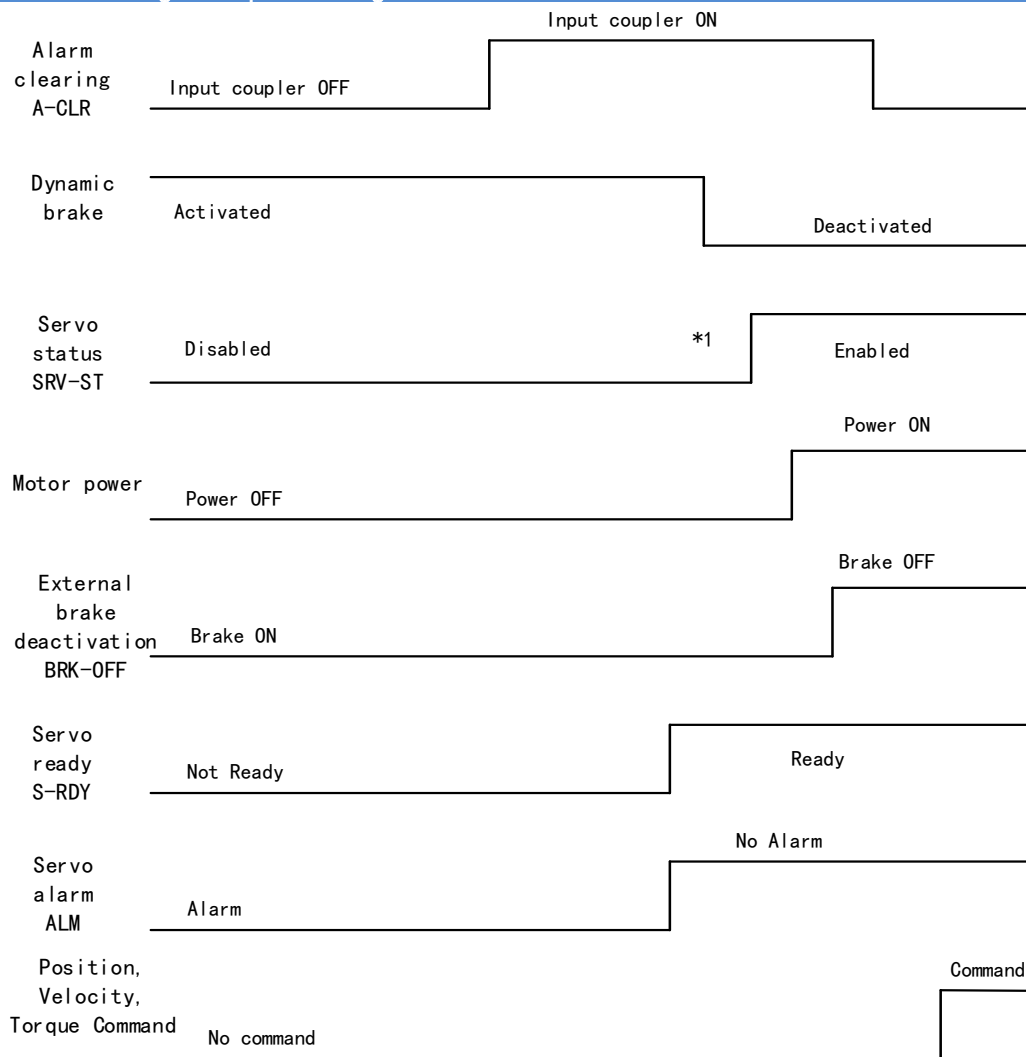 Input coupler ON
Alarm
clearing
A-CLR
Input coupler OFF
Dynamic
brake
Activated
Deactivated
Servo
status
SRV-ST
Disabled
*1
Enabled
Power ON
Motor power
Power OFF
Brake OFF
External
brake
deactivation
BRK-OFF
Brake ON
Servo
ready
S-RDY
Not Ready
Ready
No Alarm
Servo
alarm
ALM
Alarm
Position,
Velocity,
Torque Command
No command
Command